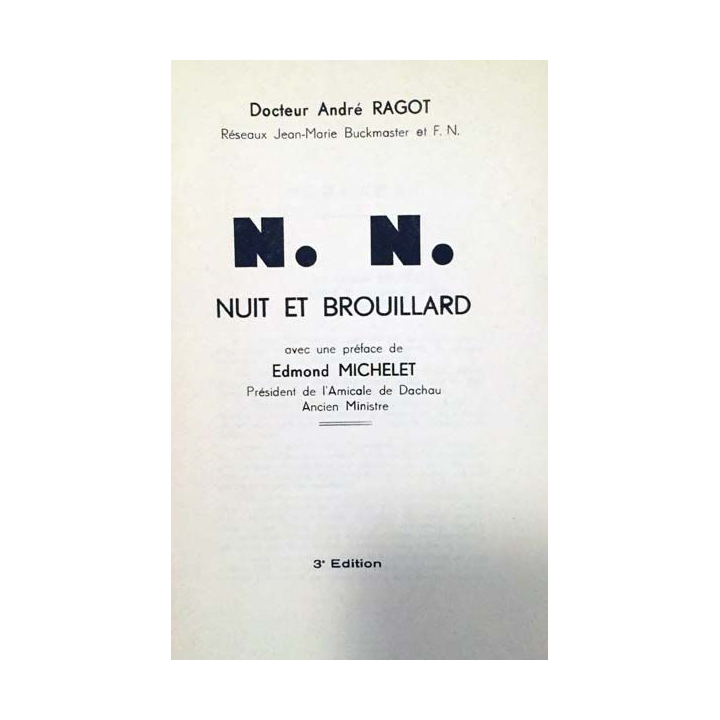 Docteur André RAGOT
Réseaux Jean-Marie Buckmaster et F. N.
N. N.
NUIT ET BROUILLARD
avec une préface de
Edmond MICHELET
Président de l'Amicale de Dachau
Ancien Ministre
3e Edition